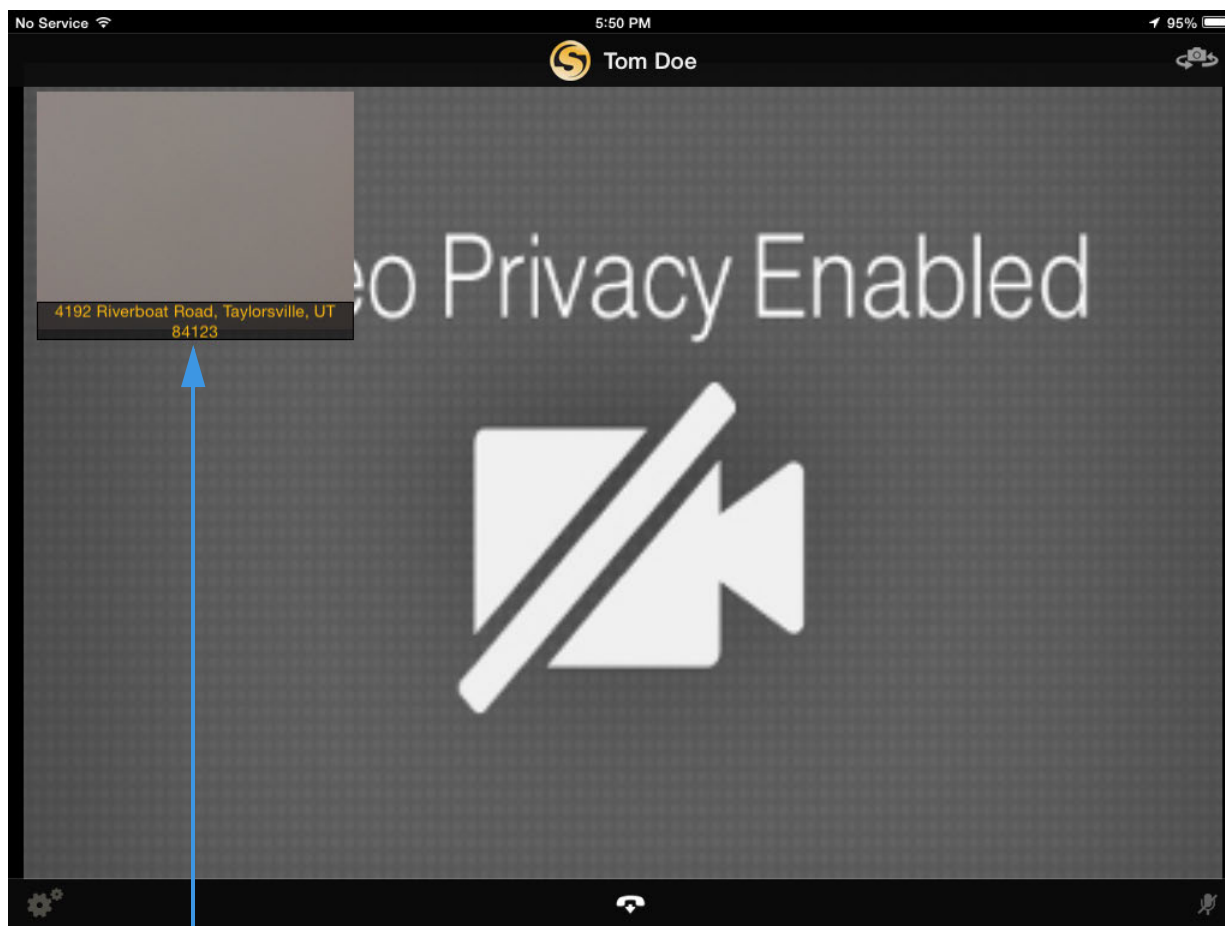 No Service
5:50 PM
95%
S Tom Doe
eo Privacy Enabled
4192 Riverboat Road, Taylorsville, UT
84123